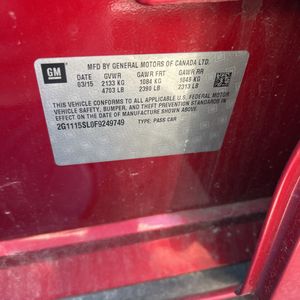 GM
MFD BY GENERAL MOTORS OF CANADA LTD.
DATE GVWR GAWR FRT GAWR RR
03/15 2133 KG 1084 KG 1049 KG
4703 LB 2390 LB 2313 LB
THIS VEHICLE CONFORMS TO ALL APPLICABLE U.S. FEDERAL MOTOR
VEHICLE SAFETY, BUMPER, AND THEFT PREVENTION STANDARDS IN
EFFECT ON THE DATE OF MANUFACTURE SHOWN ABOVE.
2G1115SL0F9249749 TYPE: PASS CAR